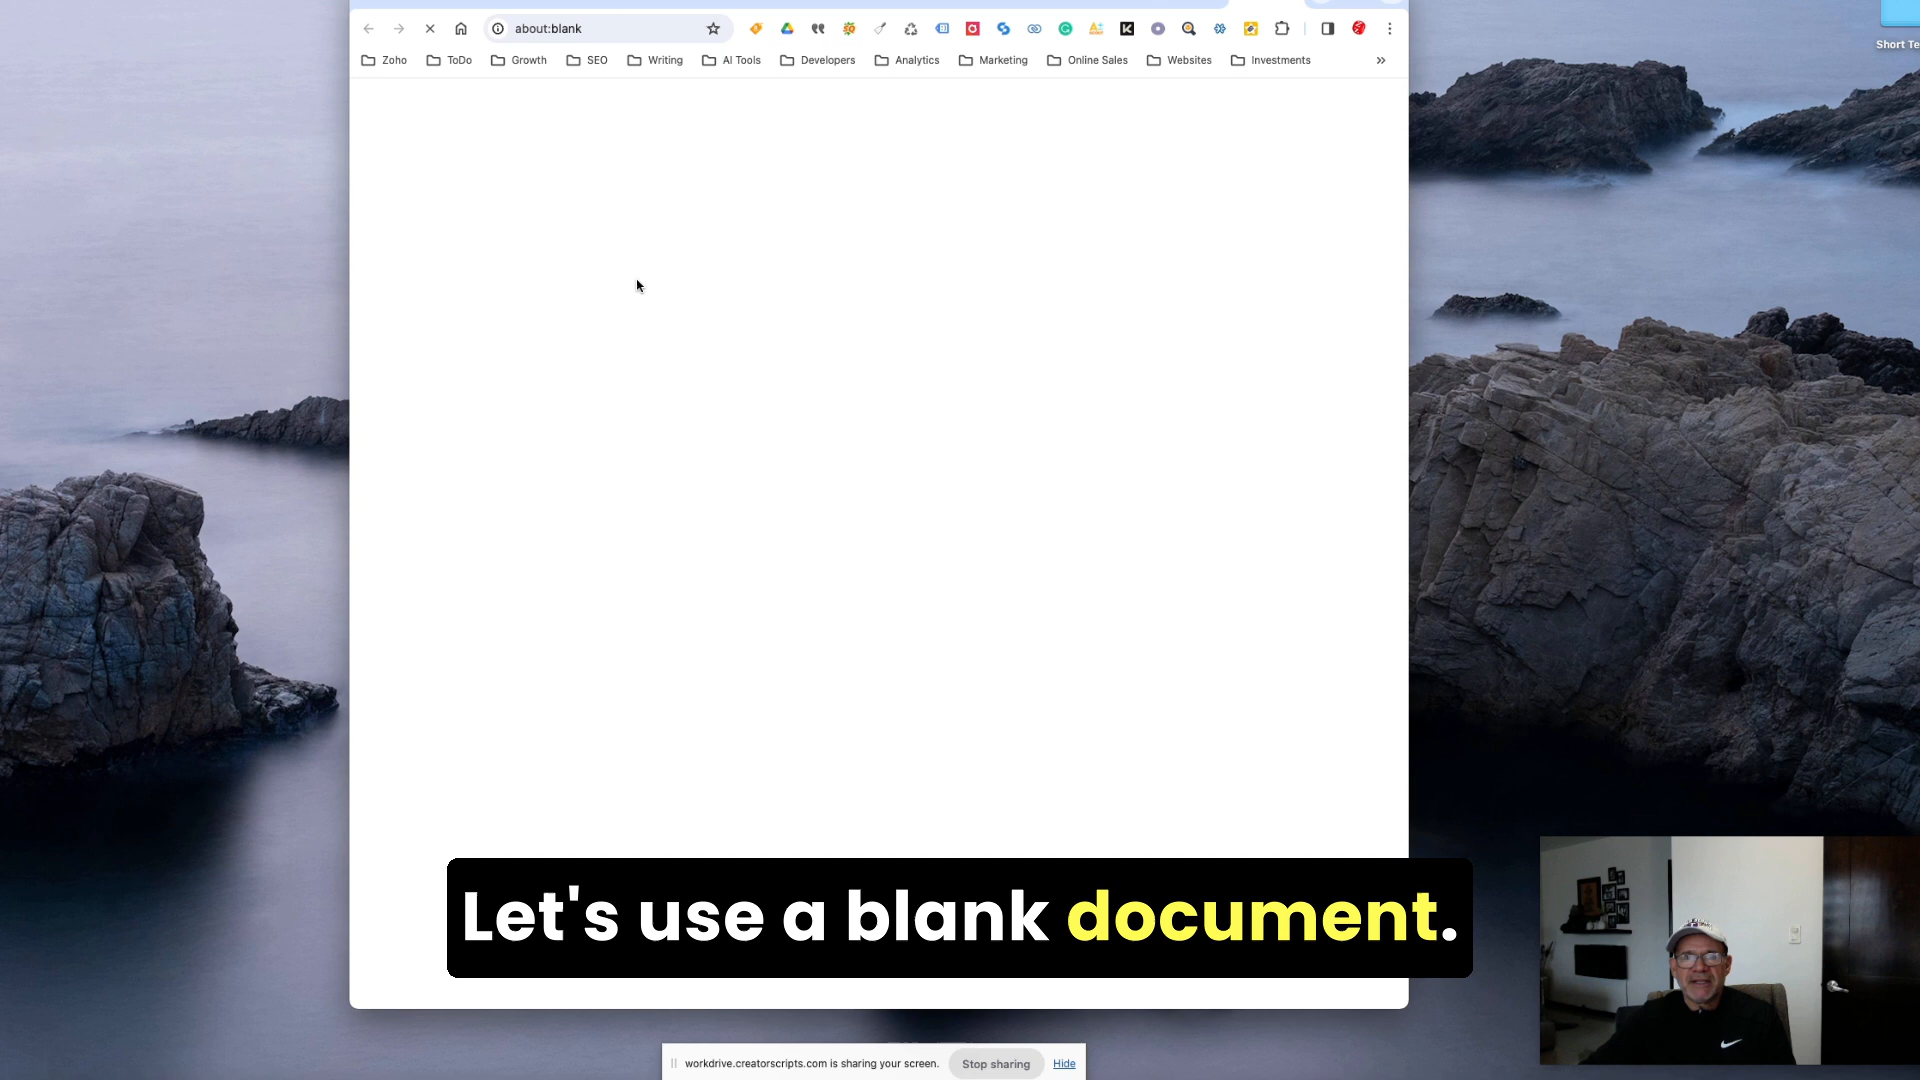 about:blank
Short Te
Zoho ToDo Growth SEO Writing AI Tools Developers Analytics Marketing Online Sales Websites Investments »
Let's use a blank document.
workdrive.creatorscripts.com is sharing your screen. Stop sharing Hide